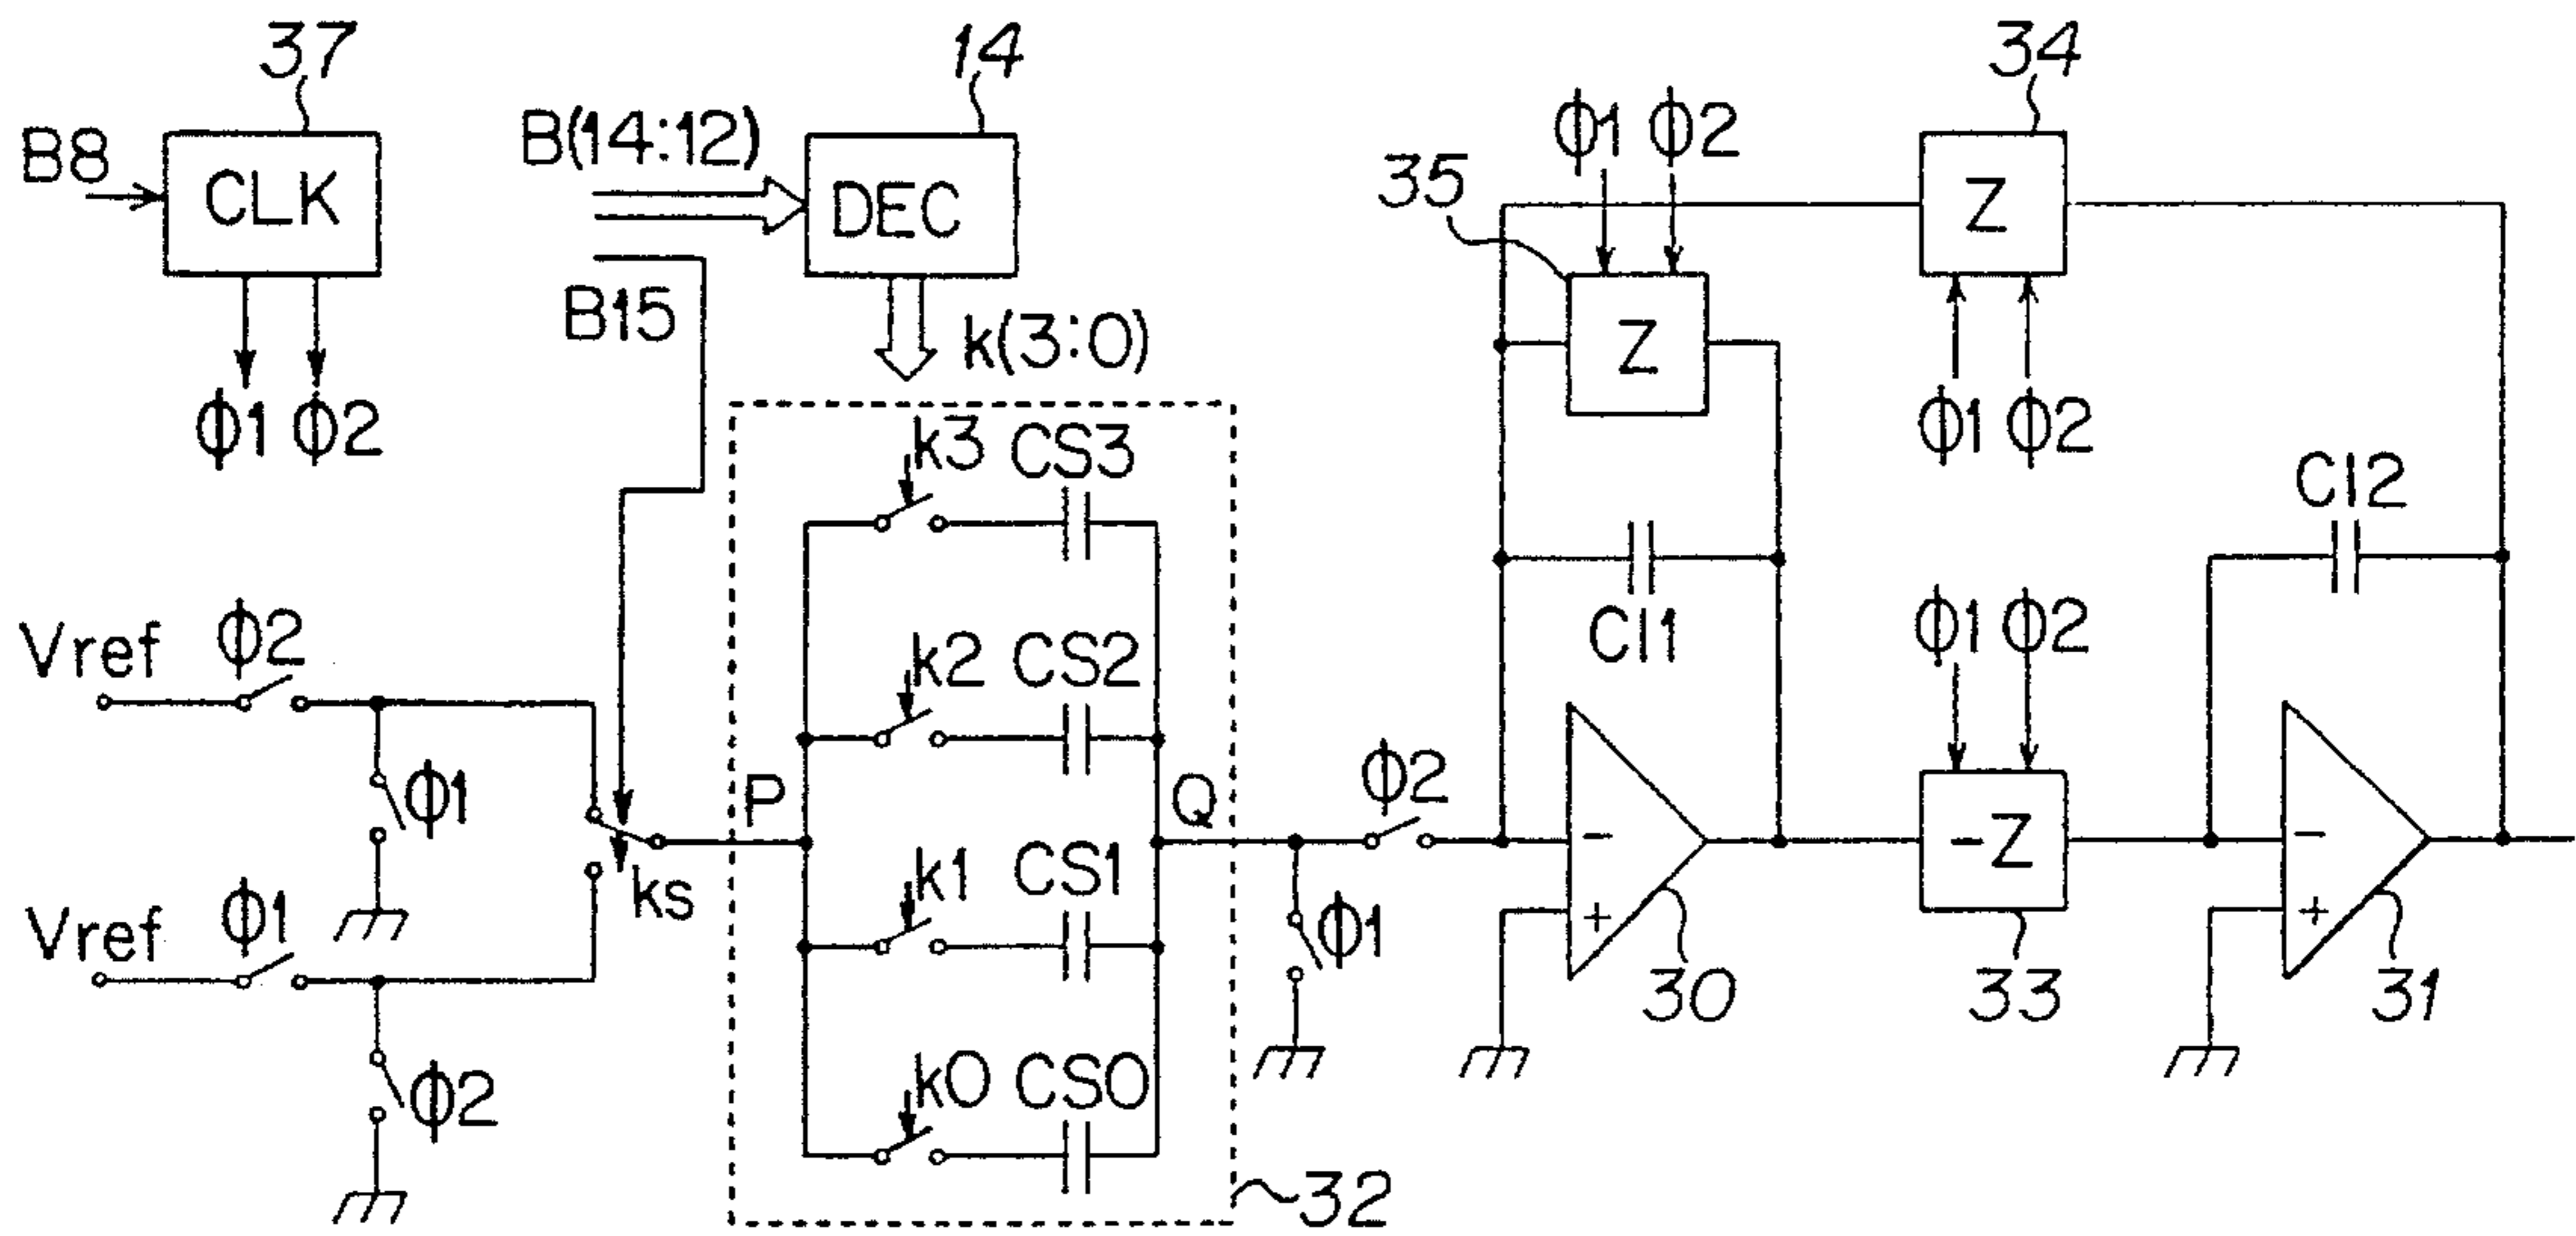 37
14
34
B8
CLK
B(14:12)
DEC
ϕ1 ϕ2
35
Z
B15
k(3:0)
Z
ϕ1 ϕ2
ϕ1 ϕ2
k3 CS3
CI2
Vref ϕ2
k2 CS2
CI1
ϕ1 ϕ2
ϕ1
P
Q
ϕ2
-Z
−
−
Vref ϕ1
ks
k1 CS1
ϕ1
+
+
30
33
31
ϕ2
k0 CS0
32